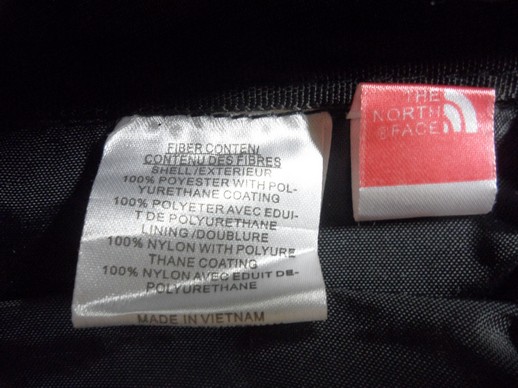 FIBER CONTEN/
CONTENU DES FIBRES
SHELL/EXTERIEUR
100% POYESTER WITH POL-
YURETHANE COATING
100% POLYETER AVEC EDUI-
T DE POLYURETHANE
LINING/DOUBLURE
100% NYLON WITH POLYURE
THANE COATING
100% NYLON AVEC EDUIT DE-
POLYURETHANE
MADE IN VIETNAM
THE
NORTH
®FACE